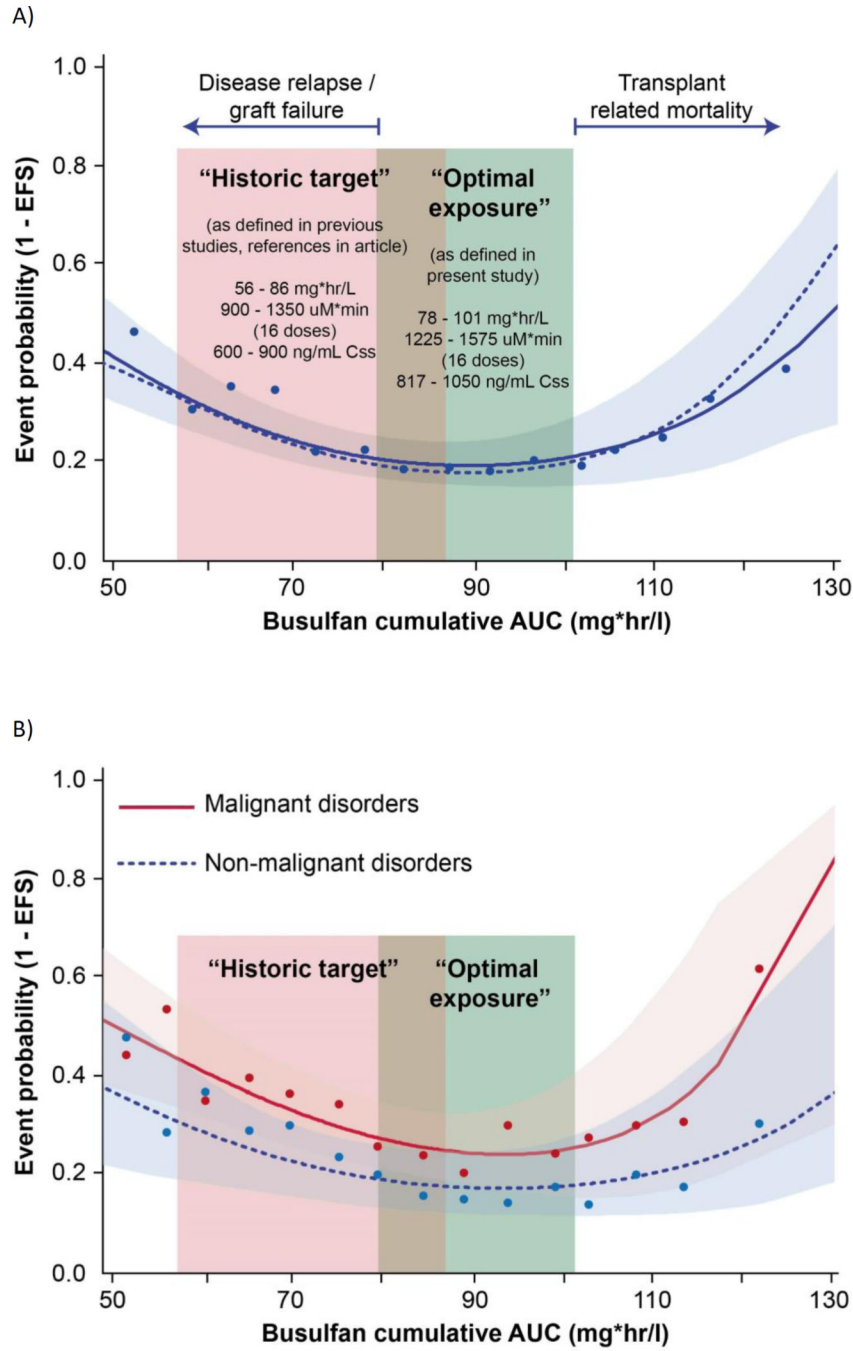 A)
1.0
0.8
0.6
0.4
0.2
0.0
Event probability (1 - EFS)
Disease relapse /
graft failure
Transplant
related mortality
“Historic target”
(as defined in previous
studies, references in article)
56 - 86 mg*hr/L
900 - 1350 uM*min
(16 doses)
600 - 900 ng/mL Css
“Optimal
exposure”
(as defined in
present study)
78 - 101 mg*hr/L
1225 - 1575 uM*min
(16 doses)
817 - 1050 ng/mL Css
50 70 90 110 130
Busulfan cumulative AUC (mg*hr/l)
B)
1.0
0.8
0.6
0.4
0.2
0.0
Event probability (1 - EFS)
Malignant disorders
Non-malignant disorders
“Historic target”
“Optimal
exposure”
50 70 90 110 130
Busulfan cumulative AUC (mg*hr/l)